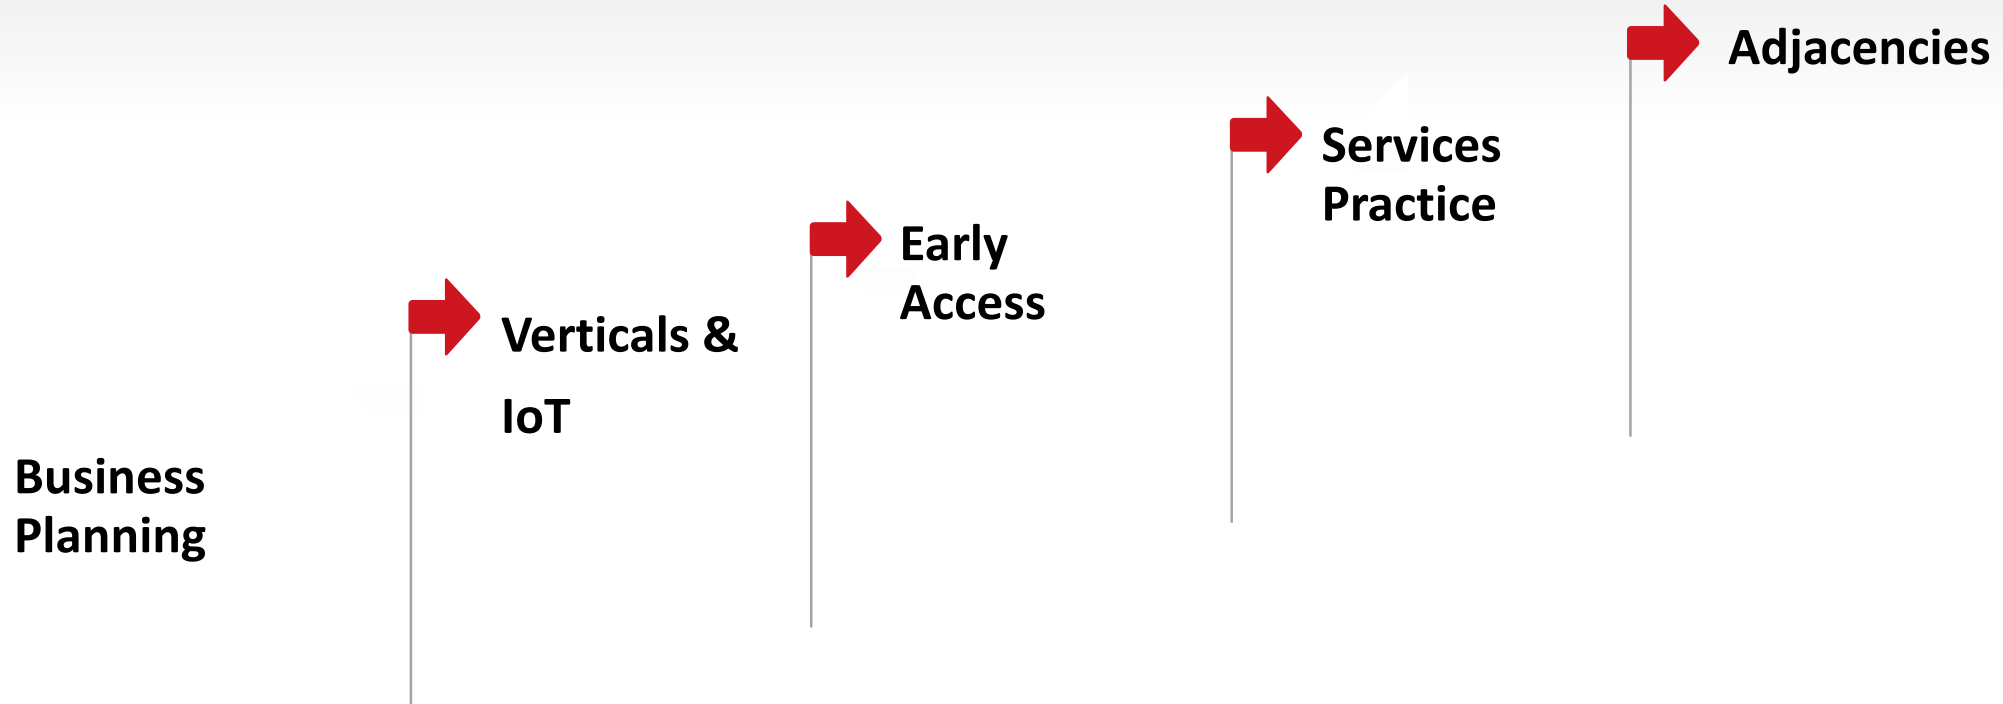 Business
Planning
Verticals &
IoT
Early
Access
Services
Practice
Adjacencies